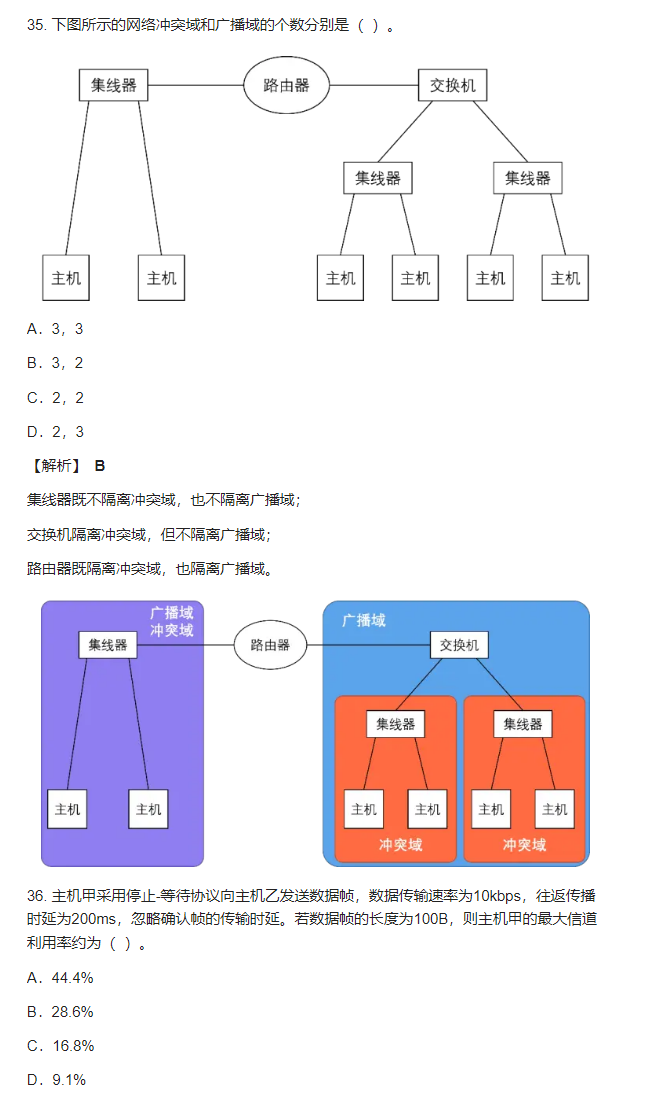 35. 下图所示的网络冲突域和广播域的个数分别是（ ）。
集线器
路由器
交换机
集线器
集线器
主机
主机
主机
主机
主机
主机
A．3，3
B．3，2
C．2，2
D．2，3
【解析】 B
集线器既不隔离冲突域，也不隔离广播域；
交换机隔离冲突域，但不隔离广播域；
路由器既隔离冲突域，也隔离广播域。
广播域
冲突域
广播域
集线器
路由器
交换机
集线器
集线器
主机
主机
主机
主机
主机
主机
冲突域
冲突域
36. 主机甲采用停止-等待协议向主机乙发送数据帧，数据传输速率为10kbps，往返传播
时延为200ms，忽略确认帧的传输时延。若数据帧的长度为100B，则主机甲的最大信道
利用率约为（ ）。
A．44.4%
B．28.6%
C．16.8%
D．9.1%